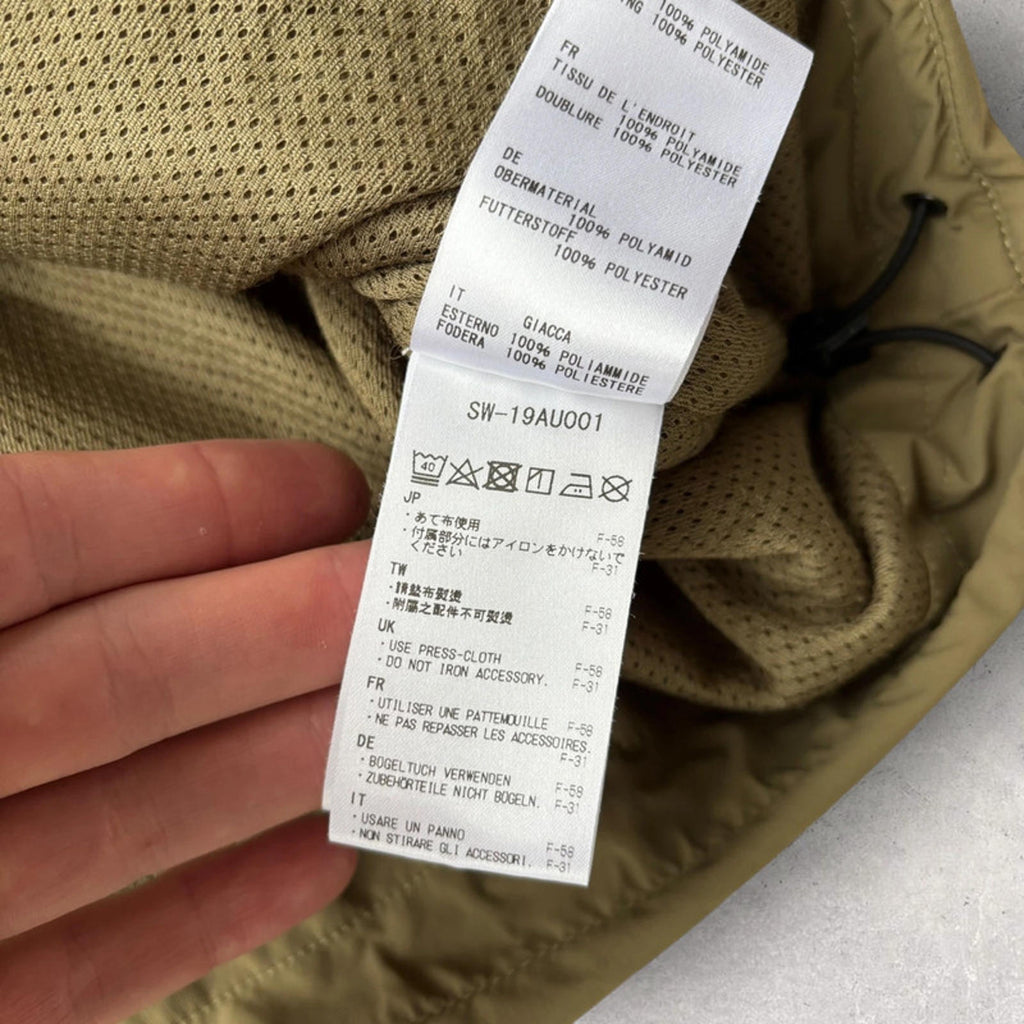 100% POLYAMIDE
100% POLYESTER
FR
TISSU DE L'ENDROIT
100% POLYAMIDE
DOUBLURE 100% POLYESTER
DE
OBERMATERIAL
100% POLYAMID
FUTTERSTOFF
100% POLYESTER
IT
GIACCA
ESTERNO 100% POLIAMMIDE
FODERA 100% POLIESTERE
SW-19AU001
40
JP
・あて布使用 F-58
・付属部分にはアイロンをかけないで
ください F-31
TW
・請墊布熨燙 F-58
・附屬之配件不可熨燙 F-31
UK
・USE PRESS-CLOTH F-58
・DO NOT IRON ACCESSORY. F-31
FR
・UTILISER UNE PATTEMOUILLE F-58
・NE PAS REPASSER LES ACCESSOIRES.
F-31
DE
・BÜGELTUCH VERWENDEN F-58
・ZUBEHÖRTEILE NICHT BÜGELN. F-31
IT
・USARE UN PANNO F-58
・NON STIRARE GLI ACCESSORI. F-31